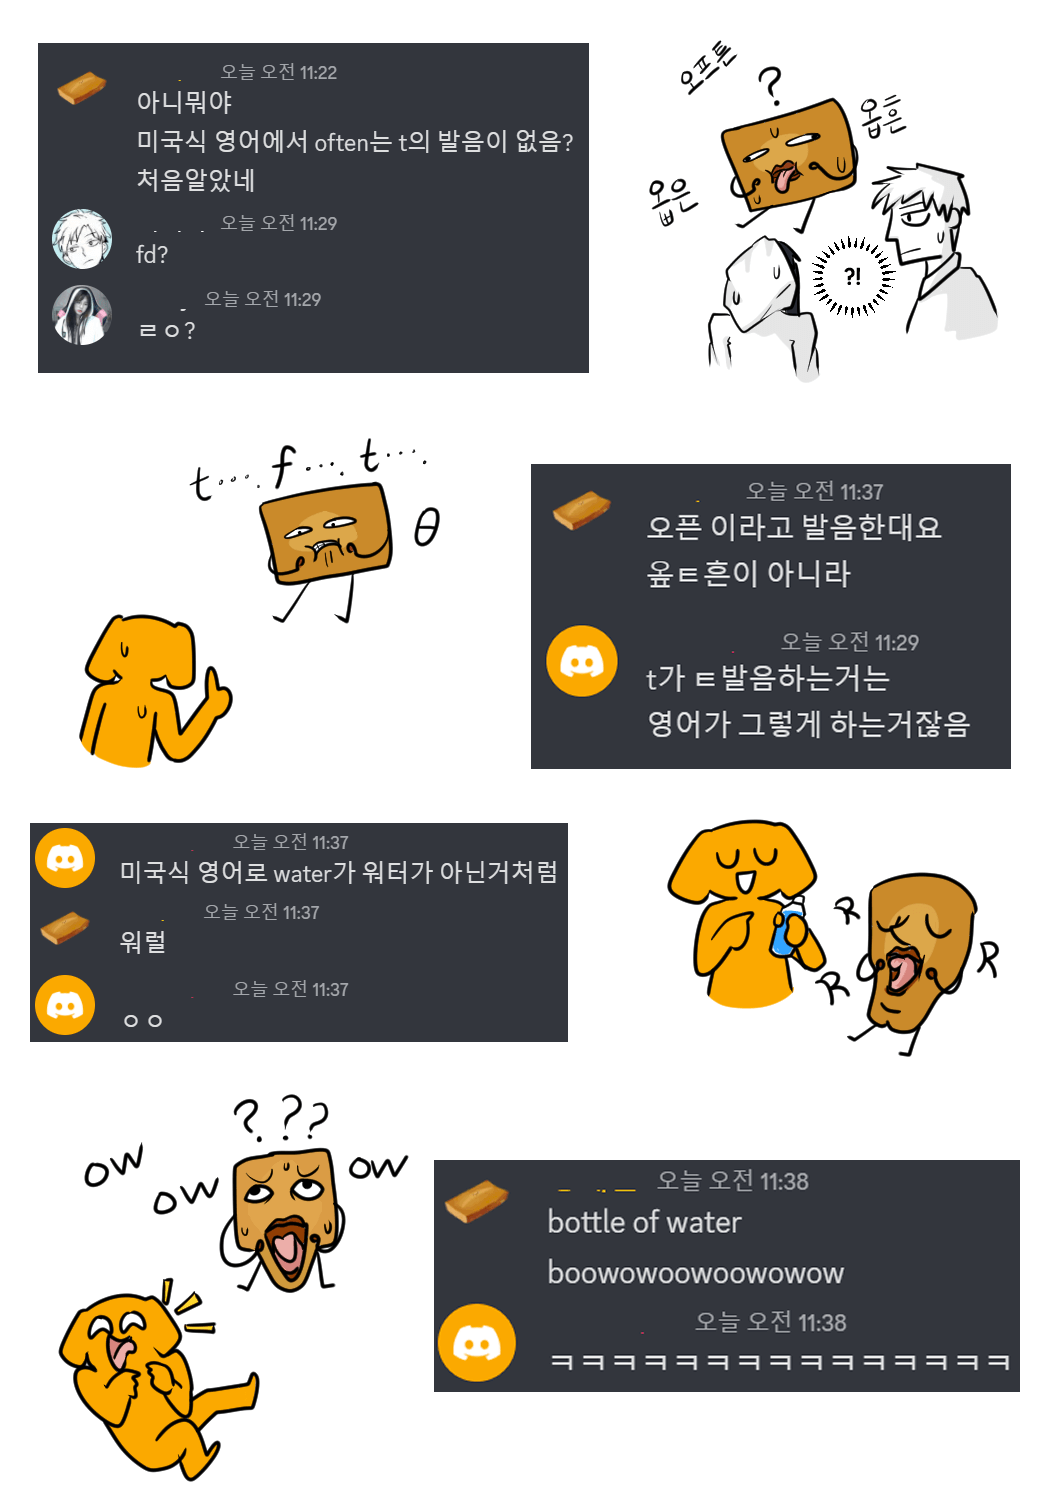 오늘 오전 11:22
아니뭐야
미국식 영어에서 often는 t의 발음이 없음?
처음알았네
오늘 오전 11:29
fd?
오늘 오전 11:29
ㄹㅇ?
오프튼
?
옵흔
옵은
?!
t.... f.... t....
θ
오늘 오전 11:37
오픈 이라고 발음한대요
옾ㅌ흔이 아니라
오늘 오전 11:29
t가 ㅌ발음하는거는
영어가 그렇게 하는거잖음
오늘 오전 11:37
미국식 영어로 water가 워터가 아닌거처럼
오늘 오전 11:37
워럴
오늘 오전 11:37
ㅇㅇ
R
R
R
???
ow
ow
ow
오늘 오전 11:38
bottle of water
boowowoowoowowow
오늘 오전 11:38
ㅋㅋㅋㅋㅋㅋㅋㅋㅋㅋㅋㅋㅋㅋㅋ